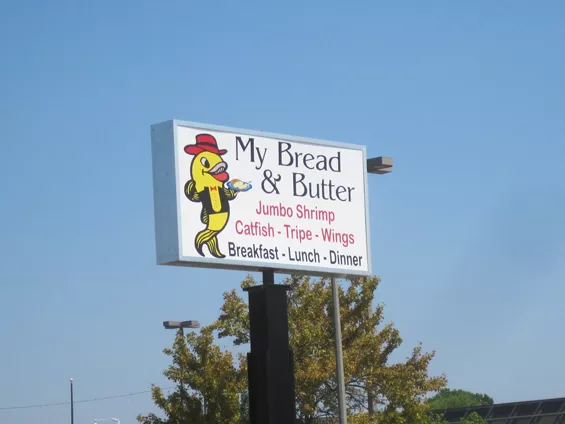 My Bread
& Butter
Jumbo Shrimp
Catfish - Tripe - Wings
Breakfast - Lunch - Dinner